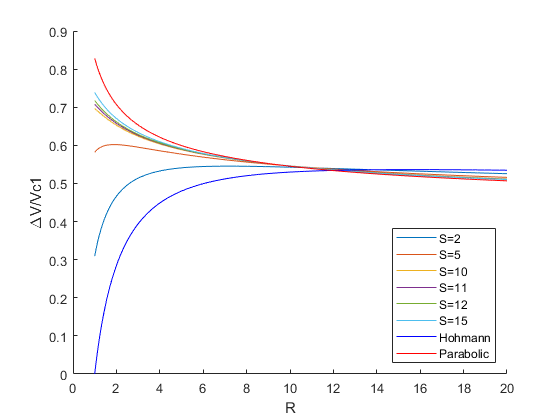 0.9
0.8
0.7
0.6
0.5
0.4
0.3
0.2
0.1
0
ΔV/Vc1
0 2 4 6 8 10 12 14 16 18 20
R
S=2
S=5
S=10
S=11
S=12
S=15
Hohmann
Parabolic